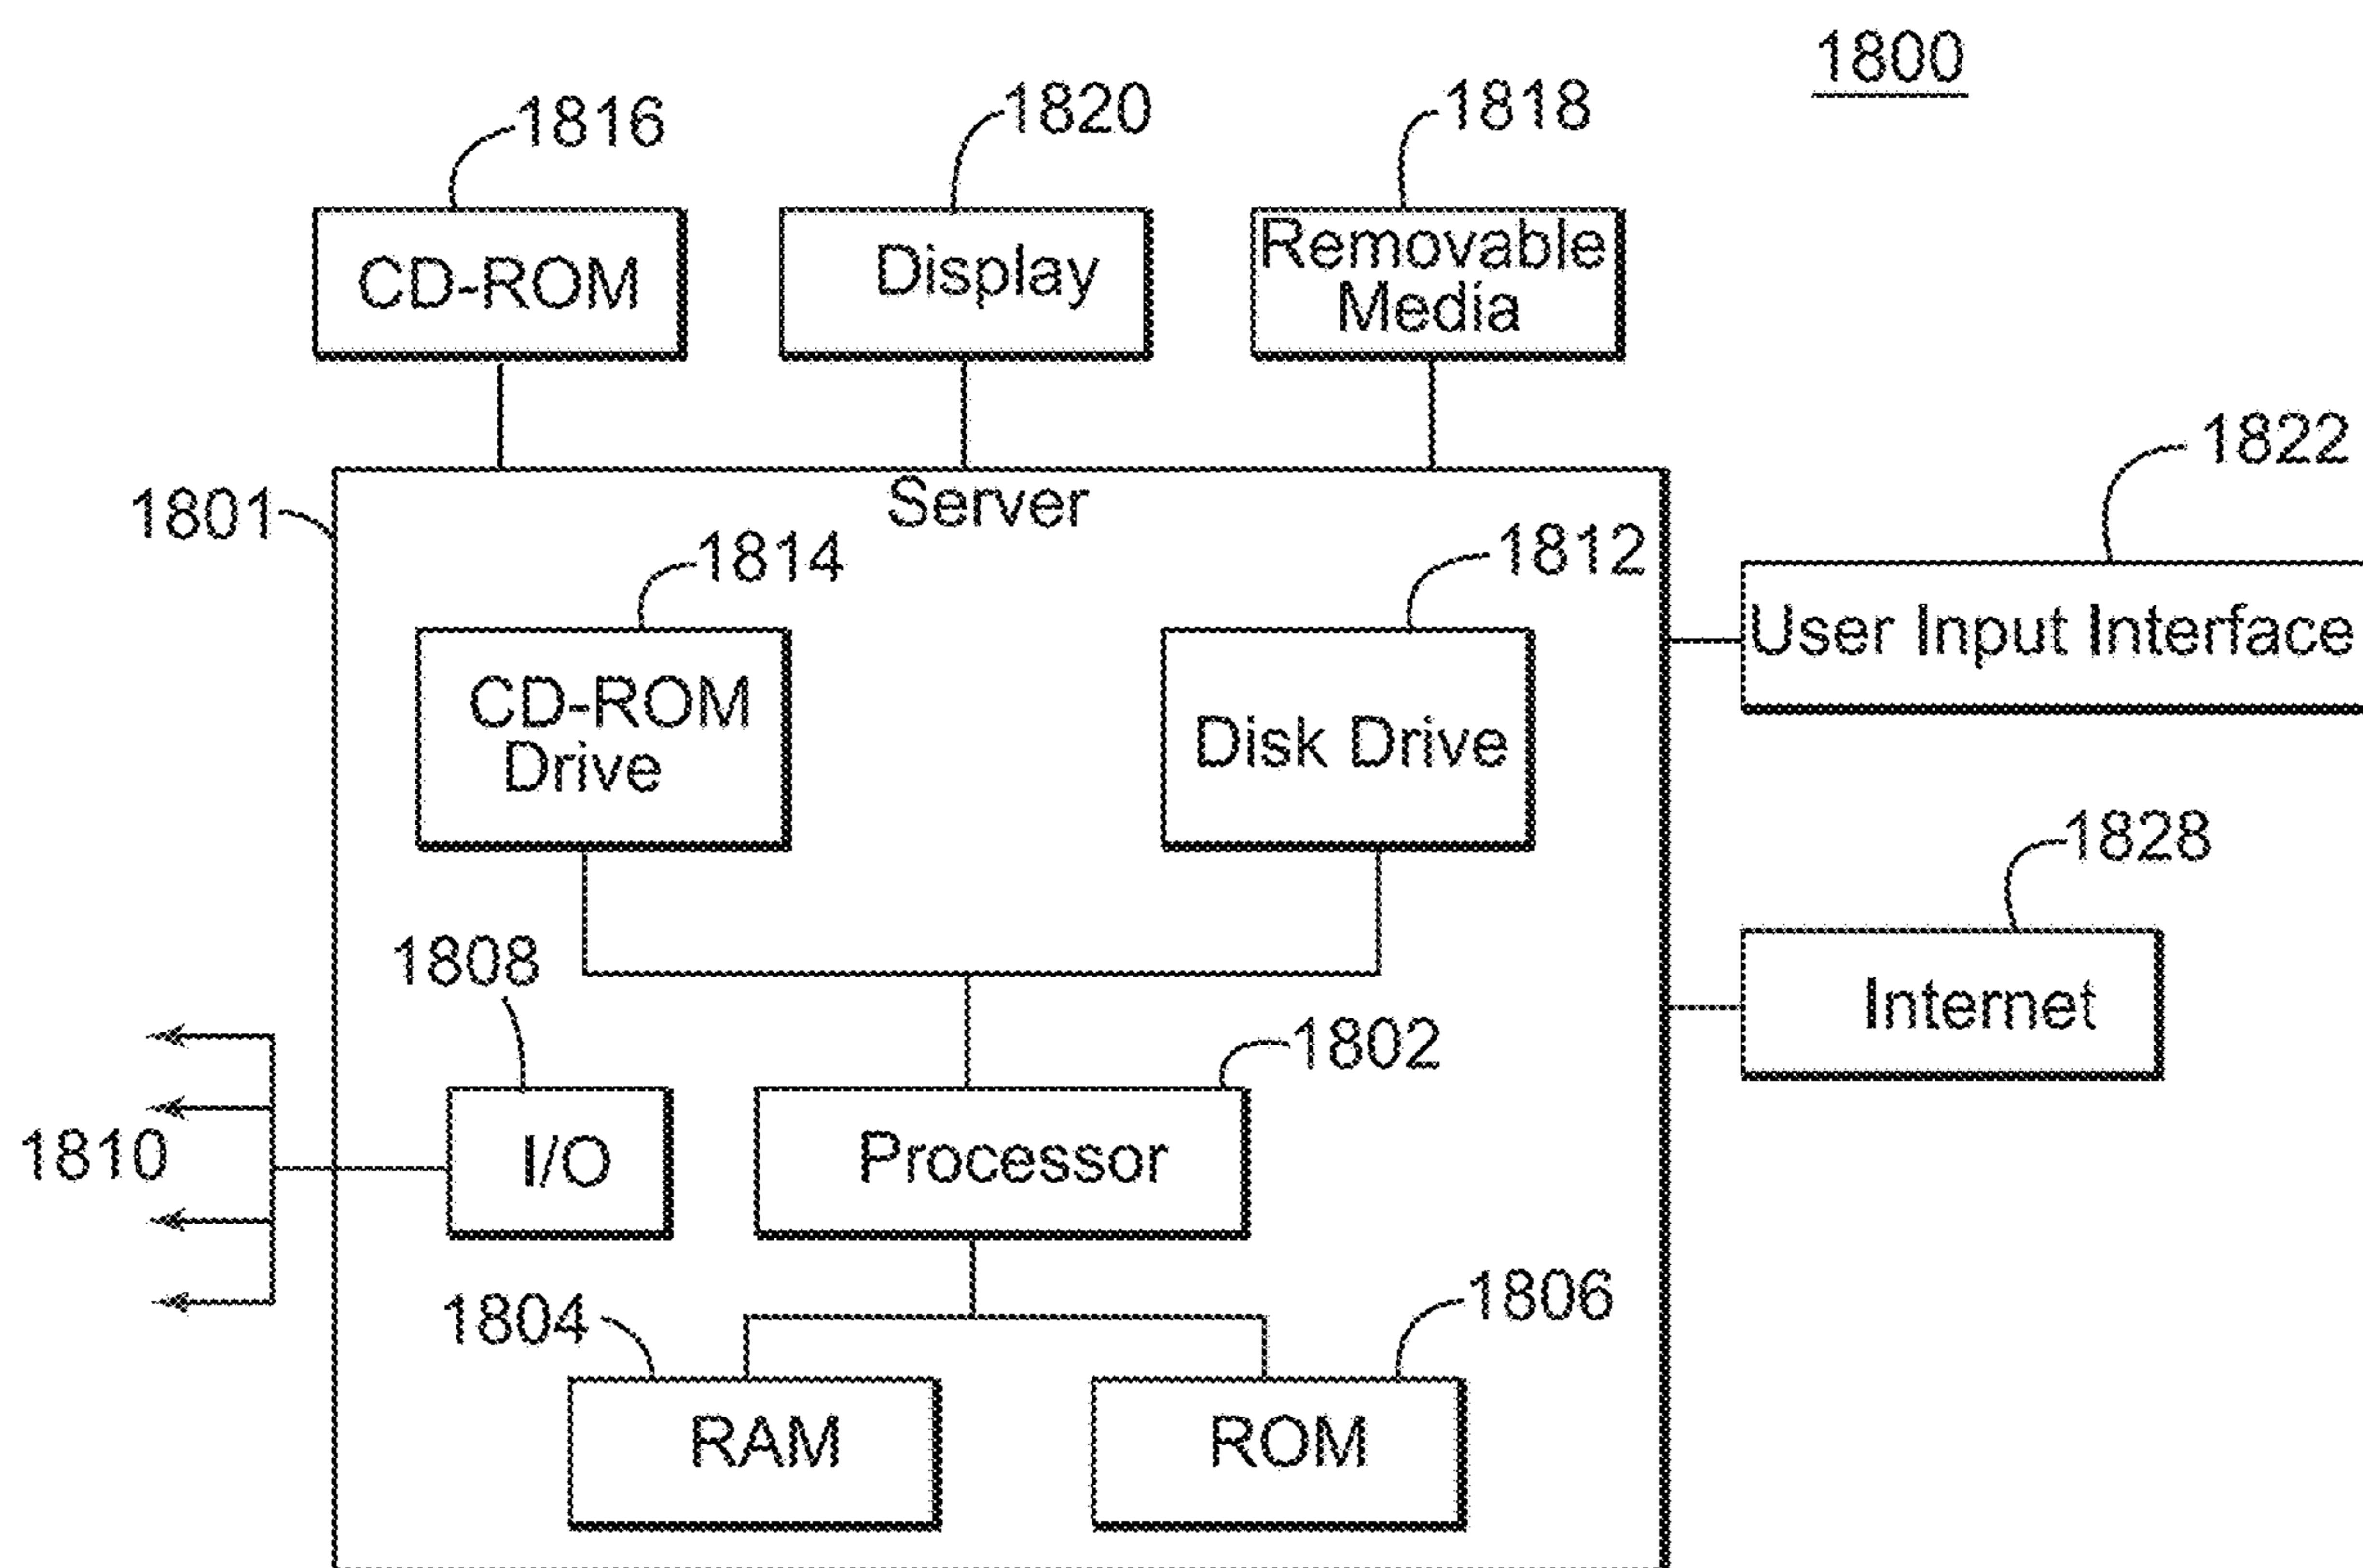 1800
1816
1820
1818
CD-ROM
Display
Removable
Media
1822
1801
Server
1814
1812
User Input Interface
CD-ROM
Drive
Disk Drive
1828
1808
Internet
1802
1810
I/O
Processor
1804
1806
RAM
ROM